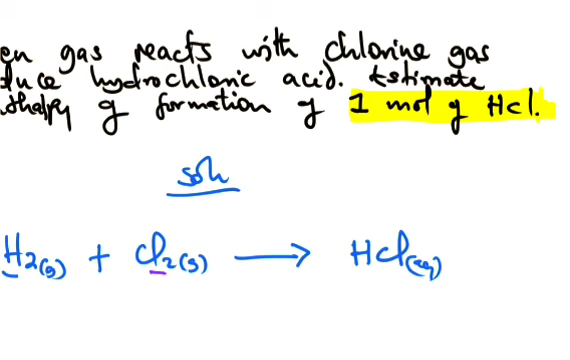 en gas reacts with chlorine gas
duce hydrochloric acid. Estimate
thalpy of formation of 1 mol of Hcl.
soln
H2(g) + Cl2(g) ⟶ HCl(aq)